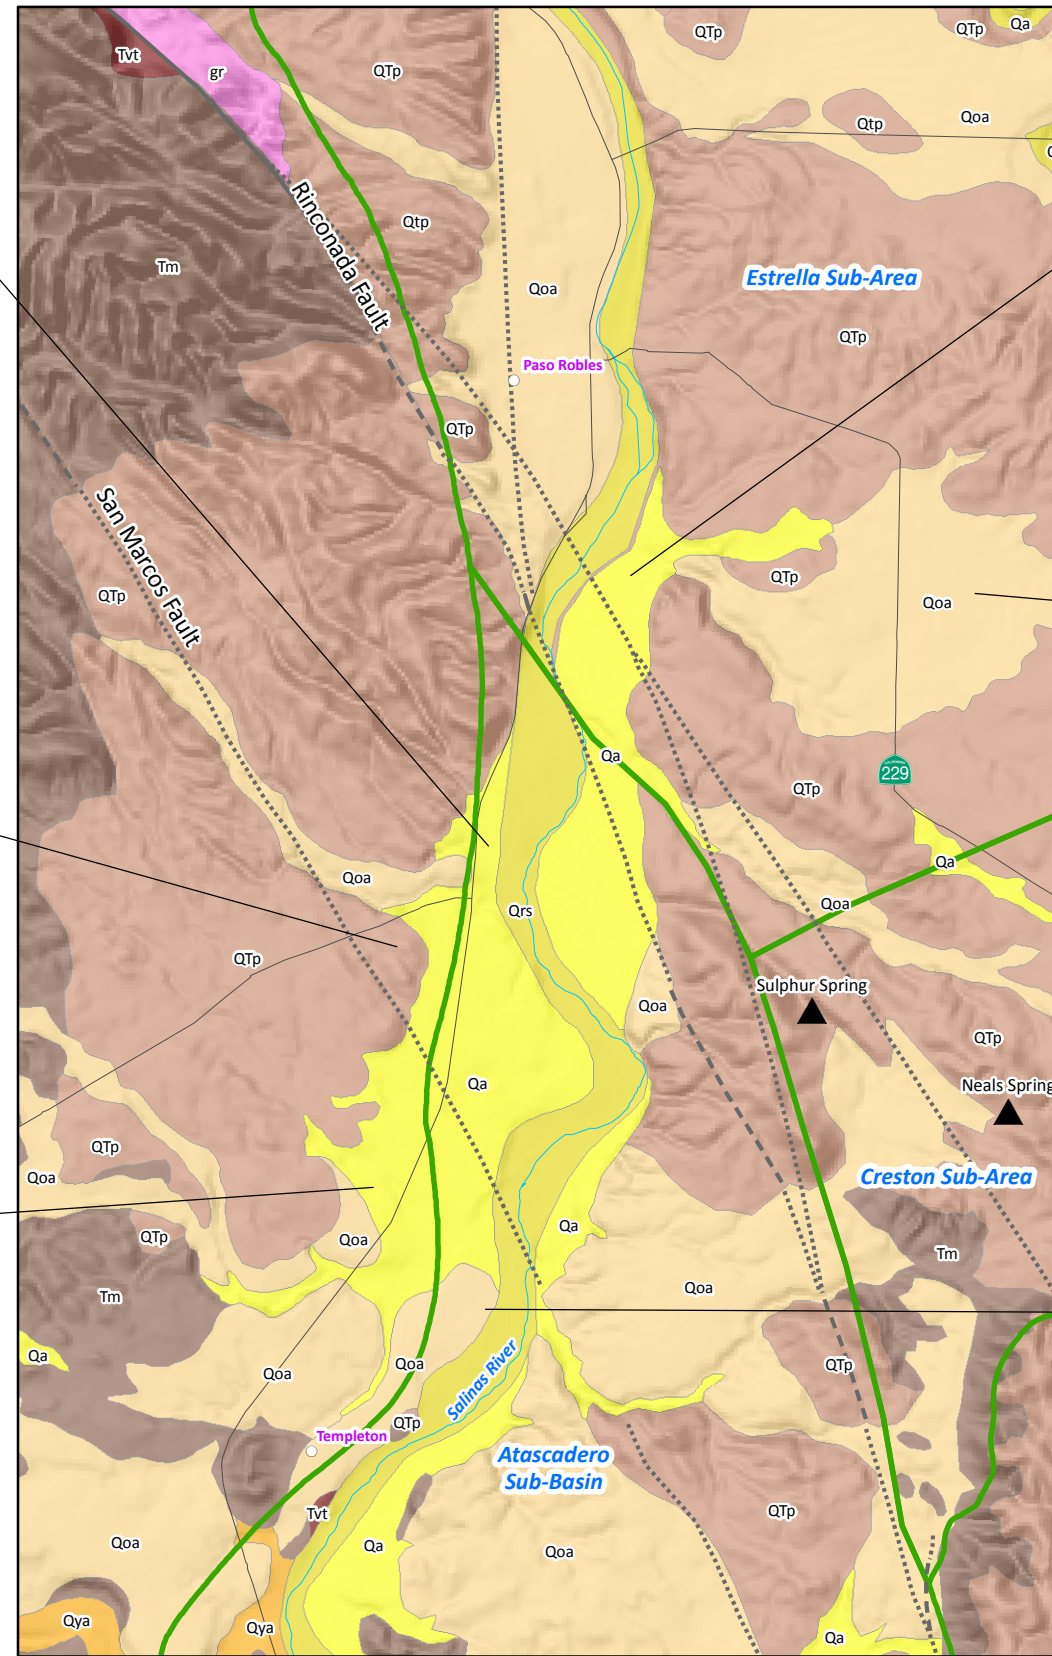 QTp
QTp
Qa
Tvt
gr
QTp
Qoa
Qtp
Q
Rinconada Fault
Qtp
Tm
Estrella Sub-Area
Qoa
QTp
Paso Robles
QTp
San Marcos Fault
QTp
QTp
Qoa
Qa
CALIFORNIA
229
QTp
Qa
Qoa
Qoa
Qrs
QTp
Sulphur Spring
Qoa
QTp
Qa
Neals Spring
QTp
Qoa
Creston Sub-Area
Qa
QTp
Qoa
Tm
Qoa
Tm
Qa
Qoa
Qoa
QTp
Salinas River
QTp
Templeton
Atascadero
Sub-Basin
Tvt
QTp
Qoa
Qa
Qoa
Qya
Qya
Qa